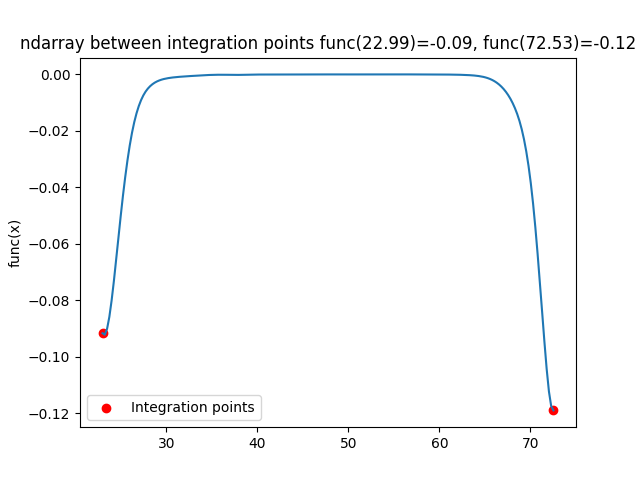 ndarray between integration points func(22.99)=-0.09, func(72.53)=-0.12
0.00
−0.02
−0.04
−0.06
−0.08
−0.10
−0.12
func(x)
Integration points
30 40 50 60 70